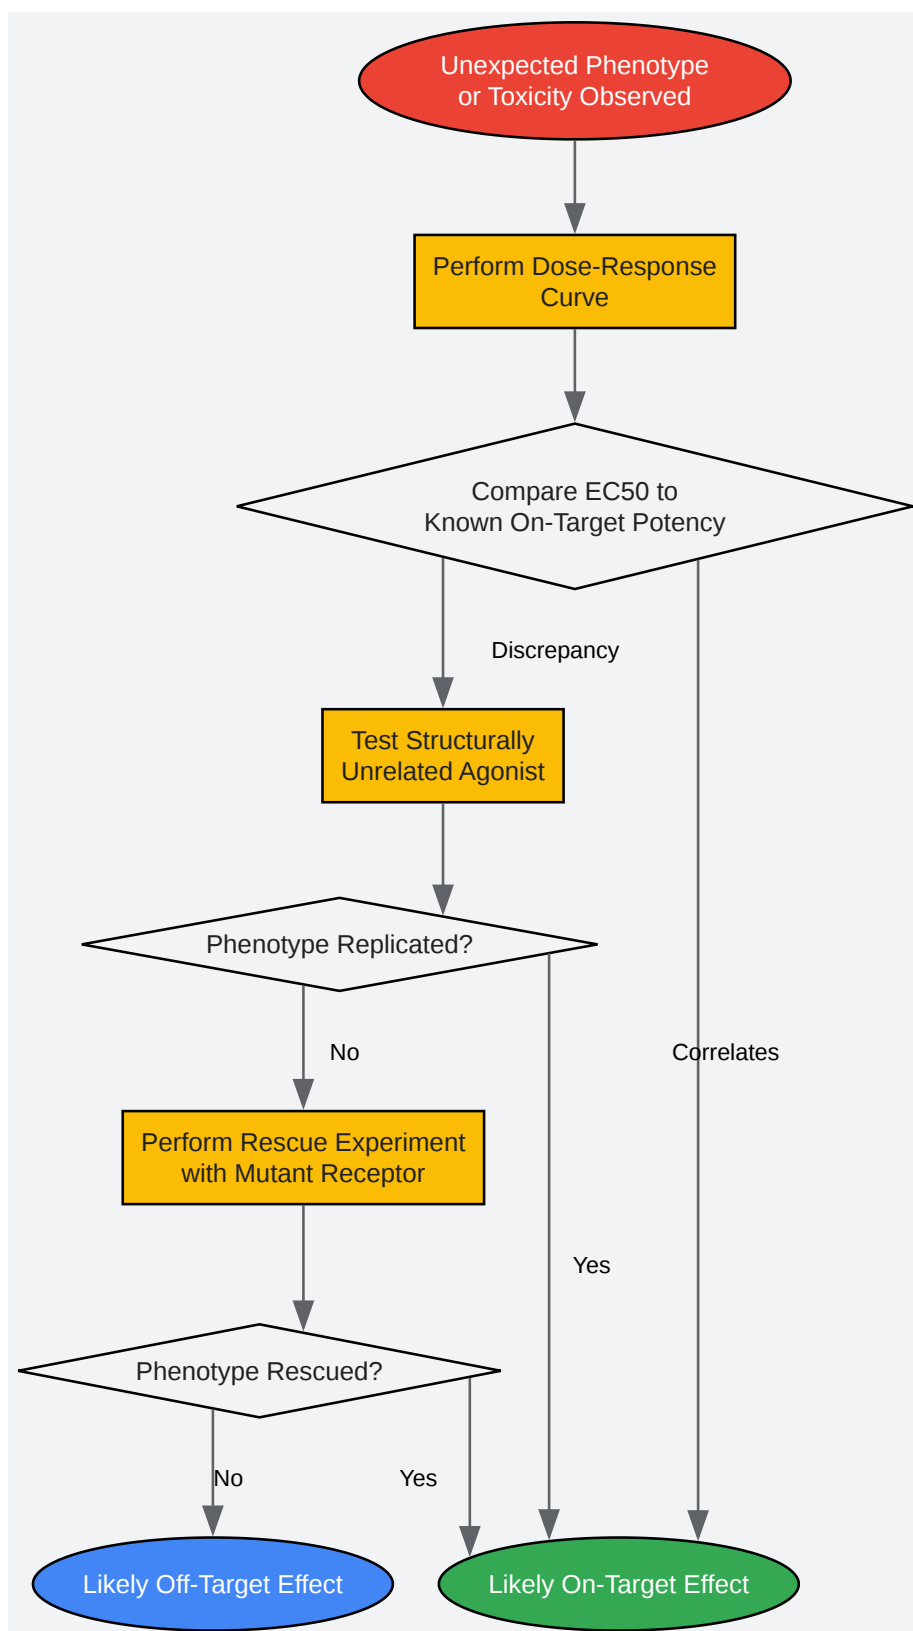 Unexpected Phenotype
or Toxicity Observed
Perform Dose-Response
Curve
Compare EC50 to
Known On-Target Potency
Discrepancy
Test Structurally
Unrelated Agonist
Phenotype Replicated?
No
Correlates
Perform Rescue Experiment
with Mutant Receptor
Yes
Phenotype Rescued?
No
Yes
Likely Off-Target Effect
Likely On-Target Effect